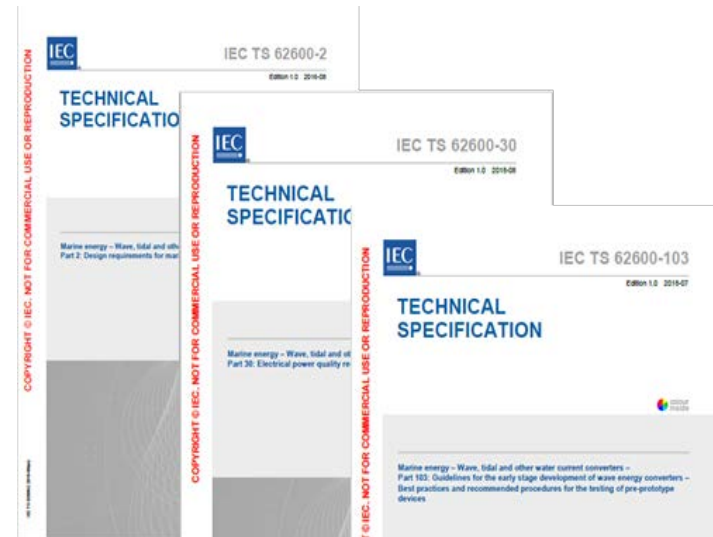 IEC
IEC TS 62600-2
Edition 1.0 2016-08
TECHNICAL
SPECIFICATIO
Marine energy – Wave, tidal and oth
Part 2: Design requirements for mar
COPYRIGHT © IEC. NOT FOR COMMERCIAL USE OR REPRODUCTION
IEC
IEC TS 62600-30
Edition 1.0 2018-08
TECHNICAL
SPECIFICATIO
Marine energy – Wave, tidal and ot
Part 30: Electrical power quality re
COPYRIGHT © IEC. NOT FOR COMMERCIAL USE OR REPRODUCTION
IEC
IEC TS 62600-103
Edition 1.0 2018-07
TECHNICAL
SPECIFICATION
colour
inside
Marine energy – Wave, tidal and other water current converters –
Part 103: Guidelines for the early stage development of wave energy converters –
Best practices and recommended procedures for the testing of pre-prototype
devices
T © IEC. NOT FOR COMMERCIAL USE OR REPRODUCTION